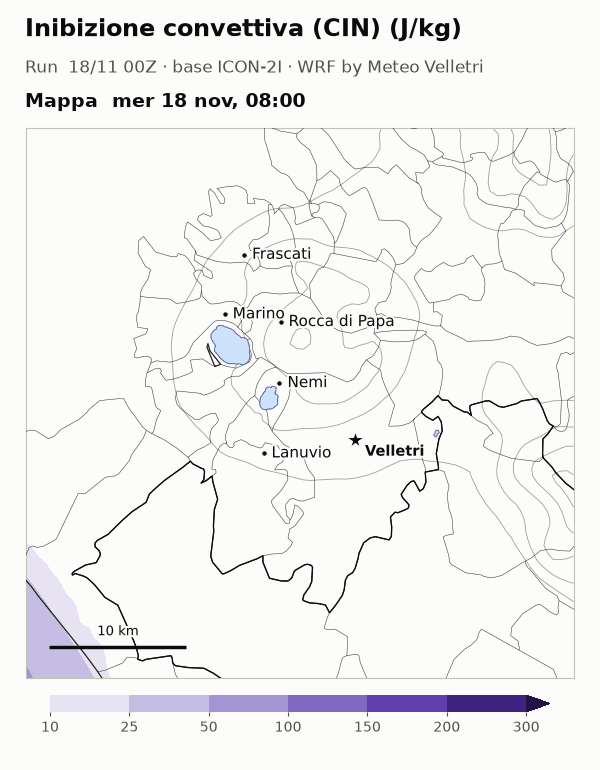 Inibizione convettiva (CIN) (J/kg)
Run  18/11 00Z · base ICON-2I · WRF by Meteo Velletri
Mappa  mer 18 nov, 08:00
Frascati
Marino
Rocca di Papa
Nemi
Velletri
Lanuvio
10 km
10 25 50 100 150 200 300